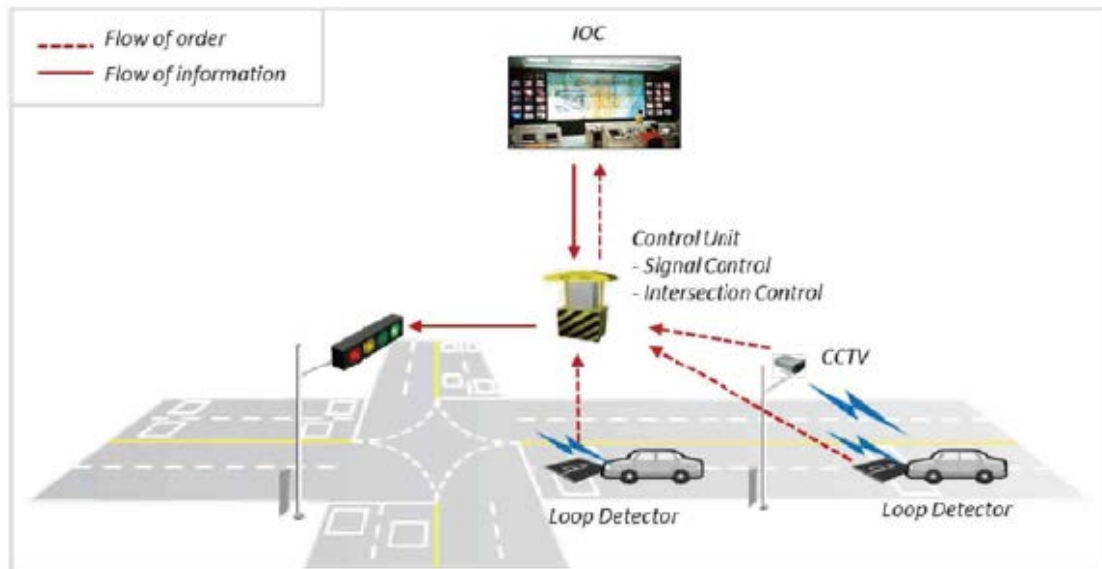 Flow of order
Flow of information
IOC
Control Unit
- Signal Control
- Intersection Control
CCTV
Loop Detector
Loop Detector